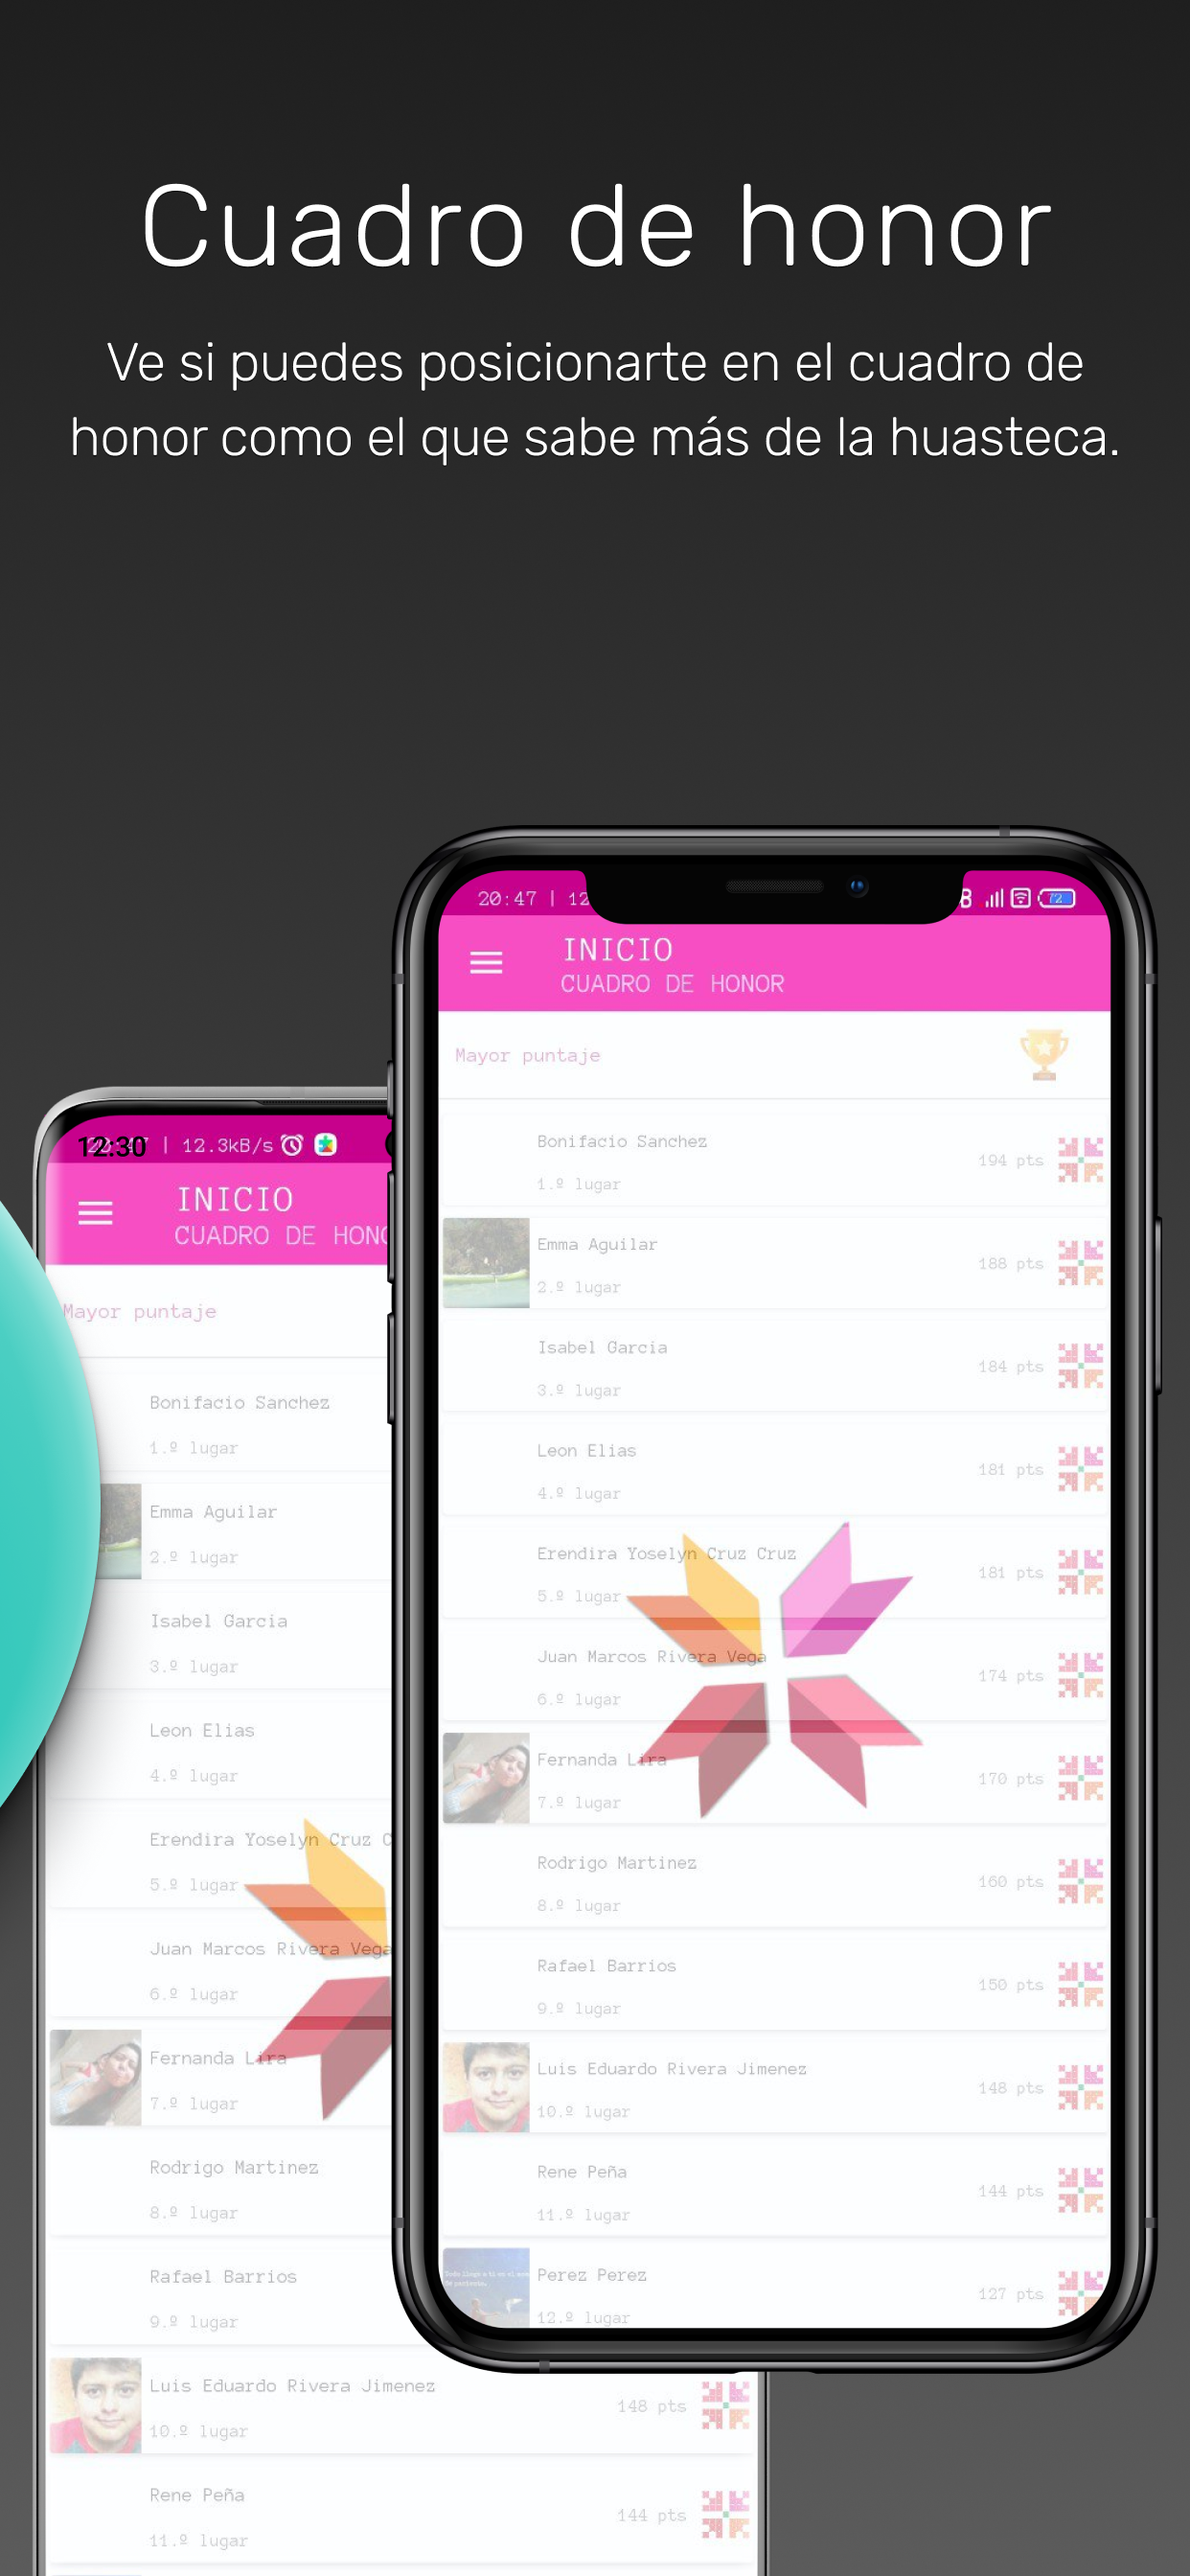 Cuadro de honor
Ve si puedes posicionarte en el cuadro de
honor como el que sabe más de la huasteca.
20:47 | 12
72
INICIO
CUADRO DE HONOR
Mayor puntaje
Bonifacio Sanchez
1.º lugar
194 pts
Emma Aguilar
2.º lugar
188 pts
Isabel Garcia
3.º lugar
184 pts
Leon Elias
4.º lugar
181 pts
Erendira Yoselyn Cruz Cruz
5.º lugar
181 pts
Juan Marcos Rivera Vega
6.º lugar
174 pts
Fernanda Lira
7.º lugar
170 pts
Rodrigo Martinez
8.º lugar
160 pts
Rafael Barrios
9.º lugar
150 pts
Luis Eduardo Rivera Jimenez
10.º lugar
148 pts
Rene Peña
11.º lugar
144 pts
Perez Perez
12.º lugar
127 pts
12:30 | 12.3kB/s
INICIO
CUADRO DE HONO
Mayor puntaje
Bonifacio Sanchez
1.º lugar
Emma Aguilar
2.º lugar
Isabel Garcia
3.º lugar
Leon Elias
4.º lugar
Erendira Yoselyn Cruz C
5.º lugar
Juan Marcos Rivera Vega
6.º lugar
Fernanda Lira
7.º lugar
Rodrigo Martinez
8.º lugar
Rafael Barrios
9.º lugar
Luis Eduardo Rivera Jimenez
10.º lugar
148 pts
Rene Peña
11.º lugar
144 pts